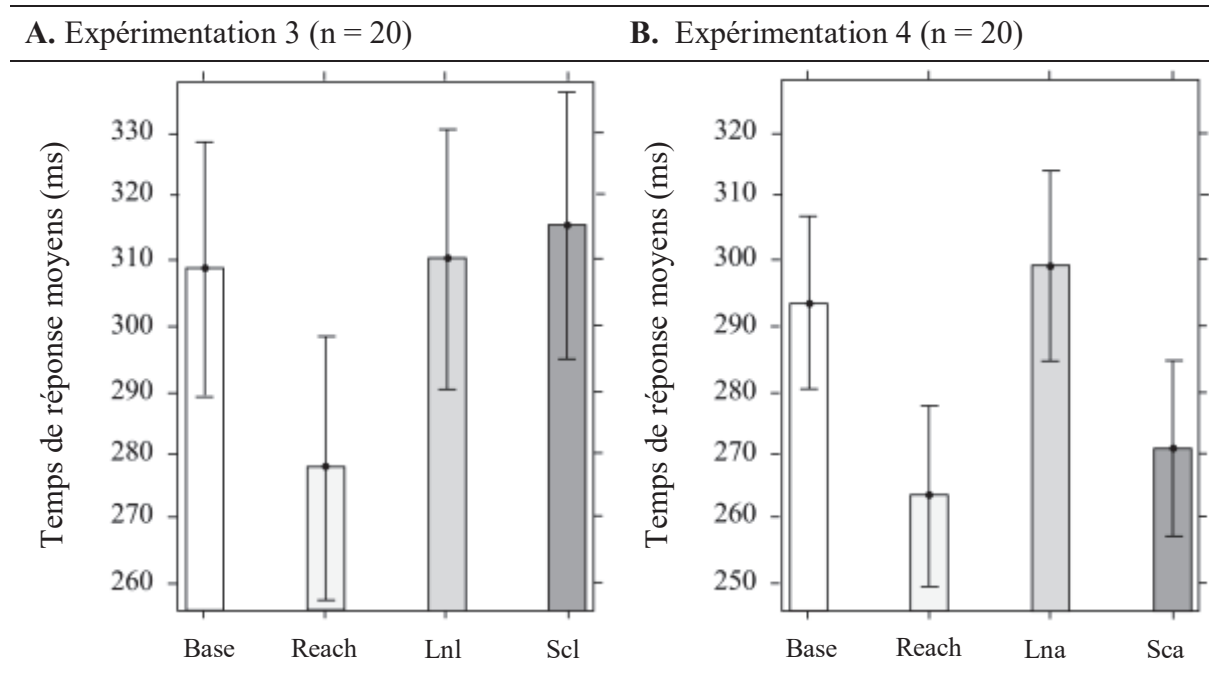 A. Expérimentation 3 (n = 20)
B. Expérimentation 4 (n = 20)
Temps de réponse moyens (ms)
330
320
310
300
290
280
270
260
Base Reach Lnl Scl
Temps de réponse moyens (ms)
320
310
300
290
280
270
260
250
Base Reach Lna Sca